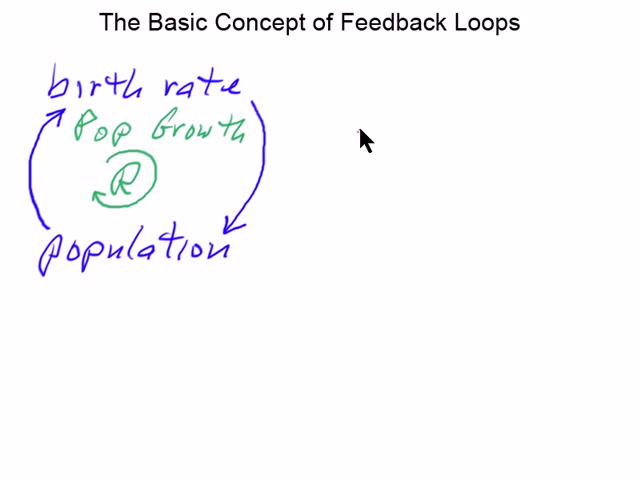 The Basic Concept of Feedback Loops
birth rate
Pop Growth
R
population